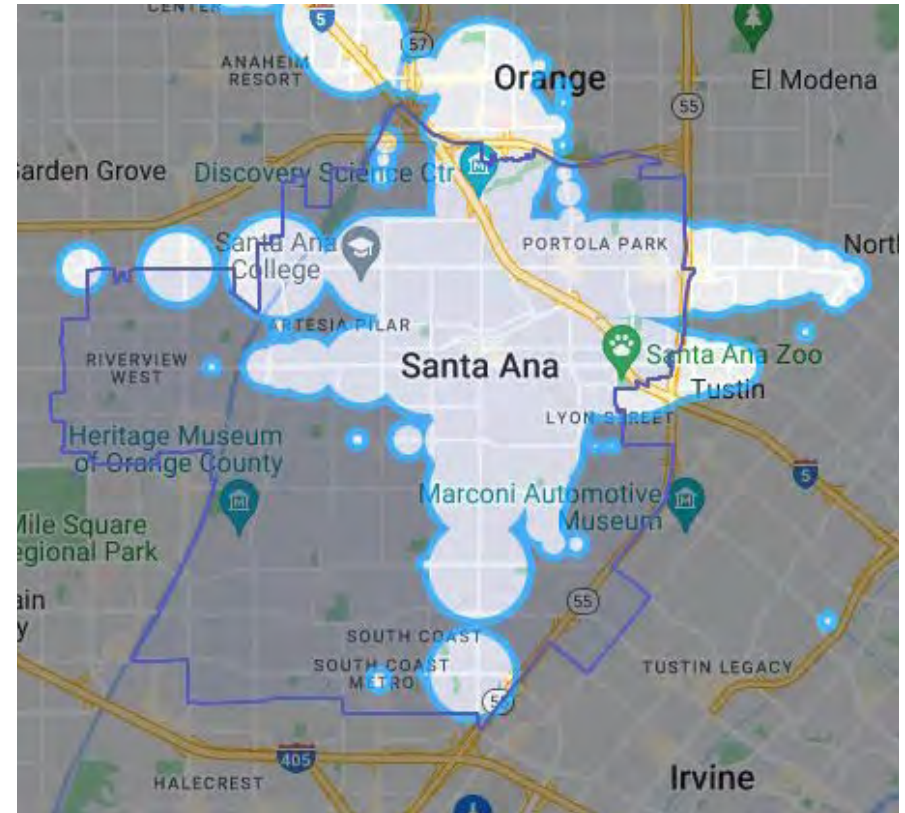 CENTER
5
57
ANAHEIM
RESORT
Orange
El Modena
55
Garden Grove
Discovery Science Ctr
Santa Ana
College
PORTOLA PARK
North
ARTESIA PILAR
RIVERVIEW
WEST
Santa Ana
Santa Ana Zoo
Tustin
LYON STREET
Heritage Museum
of Orange County
5
Marconi Automotive
Museum
Mile Square
Regional Park
ain
y
55
SOUTH COAST
SOUTH COAST
METRO
TUSTIN LEGACY
55
405
HALECREST
Irvine